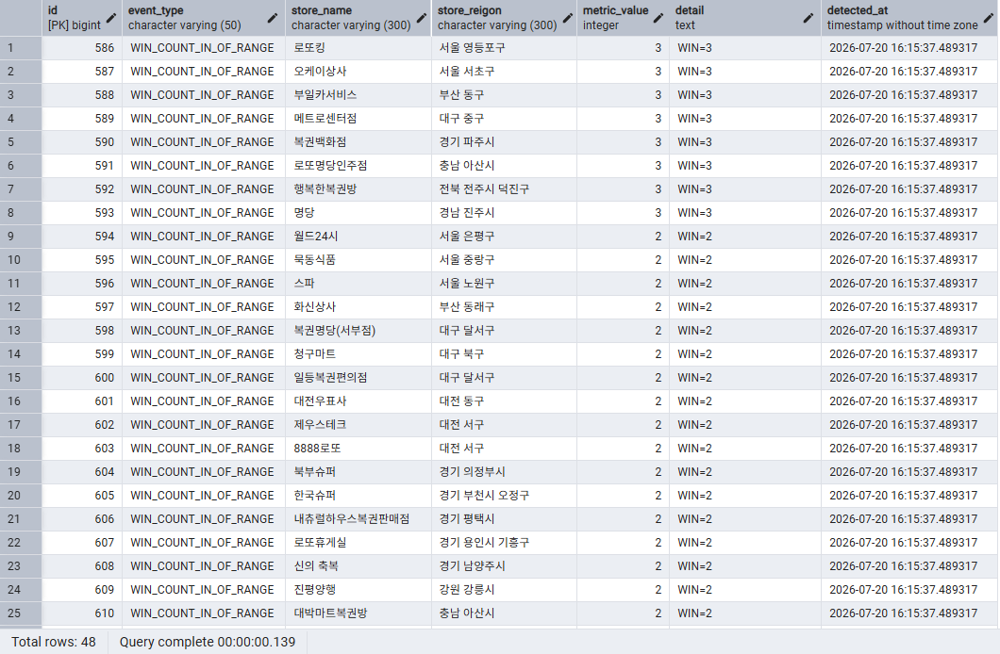 id event_type store_name store_reigon metric_value detail detected_at
[PK] bigint character varying (50) character varying (300) character varying (300) integer text timestamp without time zone
1 586 WIN_COUNT_IN_OF_RANGE 로또킹 서울 영등포구 3 WIN=3 2026-07-20 16:15:37.489317
2 587 WIN_COUNT_IN_OF_RANGE 오케이상사 서울 서초구 3 WIN=3 2026-07-20 16:15:37.489317
3 588 WIN_COUNT_IN_OF_RANGE 부일카서비스 부산 동구 3 WIN=3 2026-07-20 16:15:37.489317
4 589 WIN_COUNT_IN_OF_RANGE 메트로센터점 대구 중구 3 WIN=3 2026-07-20 16:15:37.489317
5 590 WIN_COUNT_IN_OF_RANGE 복권백화점 경기 파주시 3 WIN=3 2026-07-20 16:15:37.489317
6 591 WIN_COUNT_IN_OF_RANGE 로또명당인주점 충남 아산시 3 WIN=3 2026-07-20 16:15:37.489317
7 592 WIN_COUNT_IN_OF_RANGE 행복한복권방 전북 전주시 덕진구 3 WIN=3 2026-07-20 16:15:37.489317
8 593 WIN_COUNT_IN_OF_RANGE 명당 경남 진주시 3 WIN=3 2026-07-20 16:15:37.489317
9 594 WIN_COUNT_IN_OF_RANGE 월드24시 서울 은평구 2 WIN=2 2026-07-20 16:15:37.489317
10 595 WIN_COUNT_IN_OF_RANGE 묵동식품 서울 중랑구 2 WIN=2 2026-07-20 16:15:37.489317
11 596 WIN_COUNT_IN_OF_RANGE 스파 서울 노원구 2 WIN=2 2026-07-20 16:15:37.489317
12 597 WIN_COUNT_IN_OF_RANGE 화신상사 부산 동래구 2 WIN=2 2026-07-20 16:15:37.489317
13 598 WIN_COUNT_IN_OF_RANGE 복권명당(서부점) 대구 달서구 2 WIN=2 2026-07-20 16:15:37.489317
14 599 WIN_COUNT_IN_OF_RANGE 청구마트 대구 북구 2 WIN=2 2026-07-20 16:15:37.489317
15 600 WIN_COUNT_IN_OF_RANGE 일등복권편의점 대구 달서구 2 WIN=2 2026-07-20 16:15:37.489317
16 601 WIN_COUNT_IN_OF_RANGE 대전우표사 대전 동구 2 WIN=2 2026-07-20 16:15:37.489317
17 602 WIN_COUNT_IN_OF_RANGE 제우스테크 대전 서구 2 WIN=2 2026-07-20 16:15:37.489317
18 603 WIN_COUNT_IN_OF_RANGE 8888로또 대전 서구 2 WIN=2 2026-07-20 16:15:37.489317
19 604 WIN_COUNT_IN_OF_RANGE 북부슈퍼 경기 의정부시 2 WIN=2 2026-07-20 16:15:37.489317
20 605 WIN_COUNT_IN_OF_RANGE 한국슈퍼 경기 부천시 오정구 2 WIN=2 2026-07-20 16:15:37.489317
21 606 WIN_COUNT_IN_OF_RANGE 내츄럴하우스복권판매점 경기 평택시 2 WIN=2 2026-07-20 16:15:37.489317
22 607 WIN_COUNT_IN_OF_RANGE 로또휴게실 경기 용인시 기흥구 2 WIN=2 2026-07-20 16:15:37.489317
23 608 WIN_COUNT_IN_OF_RANGE 신의 축복 경기 남양주시 2 WIN=2 2026-07-20 16:15:37.489317
24 609 WIN_COUNT_IN_OF_RANGE 진평양행 강원 강릉시 2 WIN=2 2026-07-20 16:15:37.489317
25 610 WIN_COUNT_IN_OF_RANGE 대박마트복권방 충남 아산시 2 WIN=2 2026-07-20 16:15:37.489317
Total rows: 48 Query complete 00:00:00.139